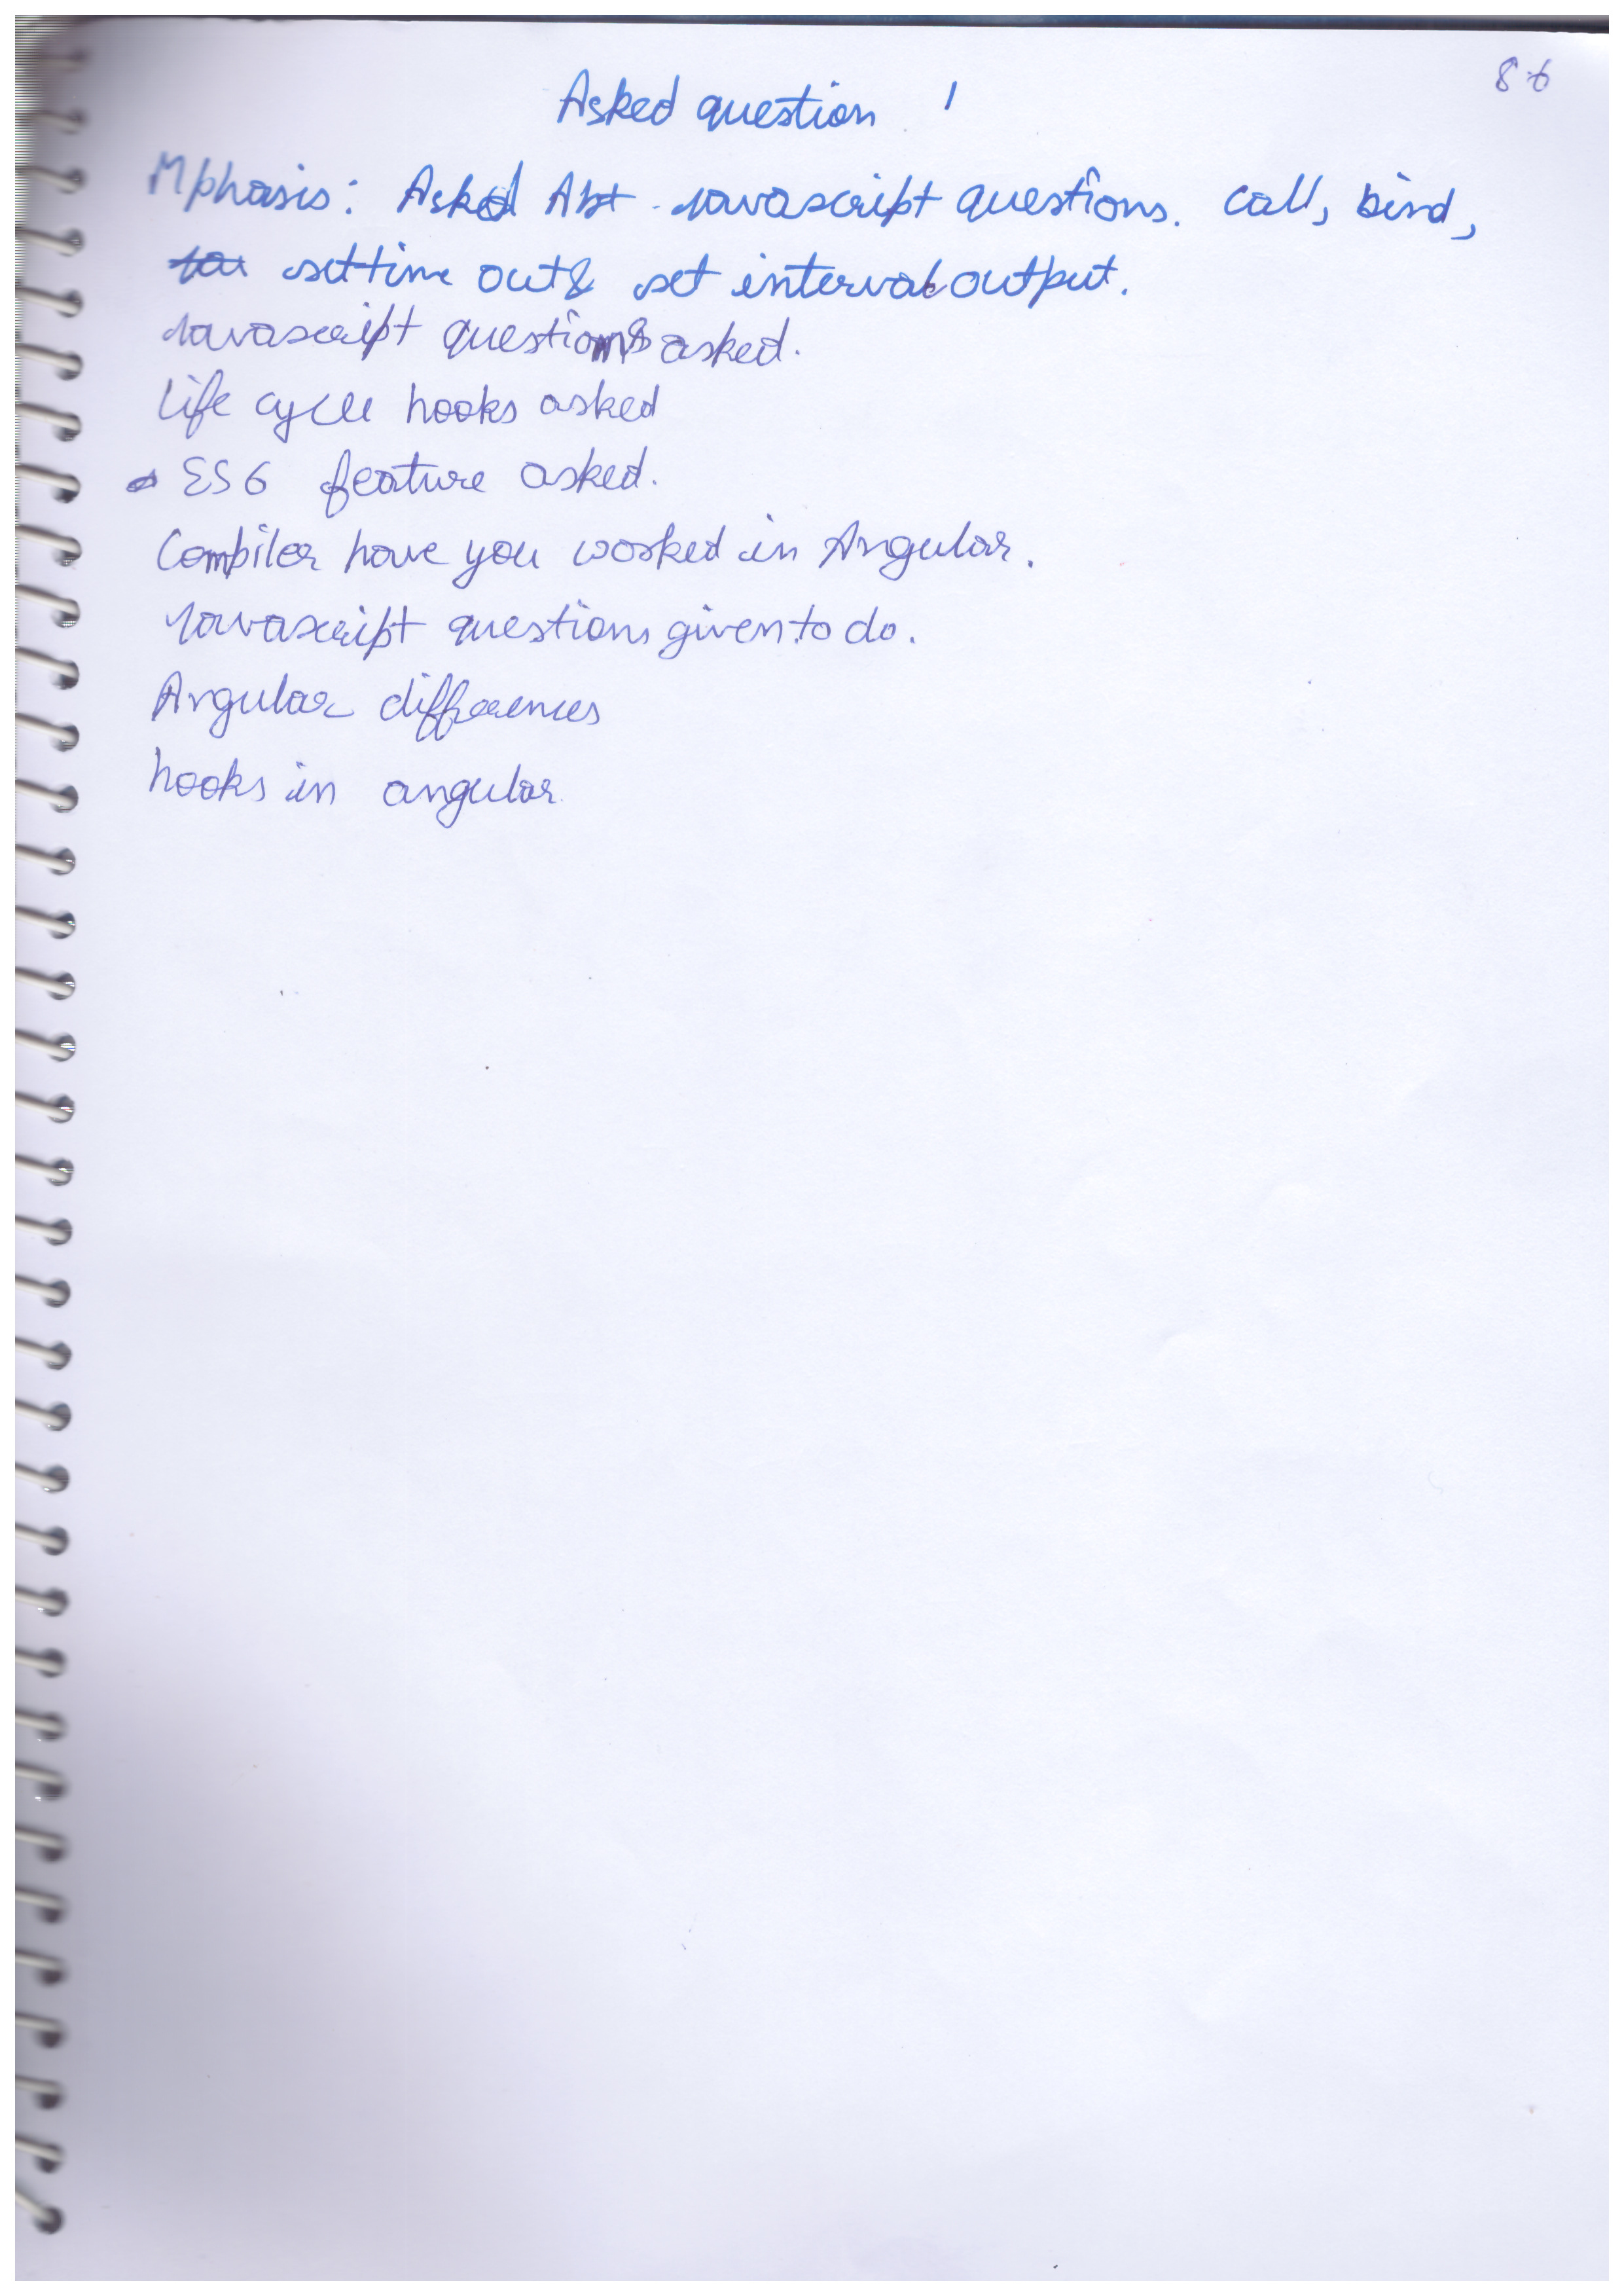 86
Asked question 1
Mphasis: Asked Abt Javascript questions. call, bind,
settime out & set interval output.
Javascript questions asked.
Life cycle hooks asked
ES6 feature asked.
Compiler have you worked in Angular.
Javascript questions given to do.
Angular differences
hooks in angular.